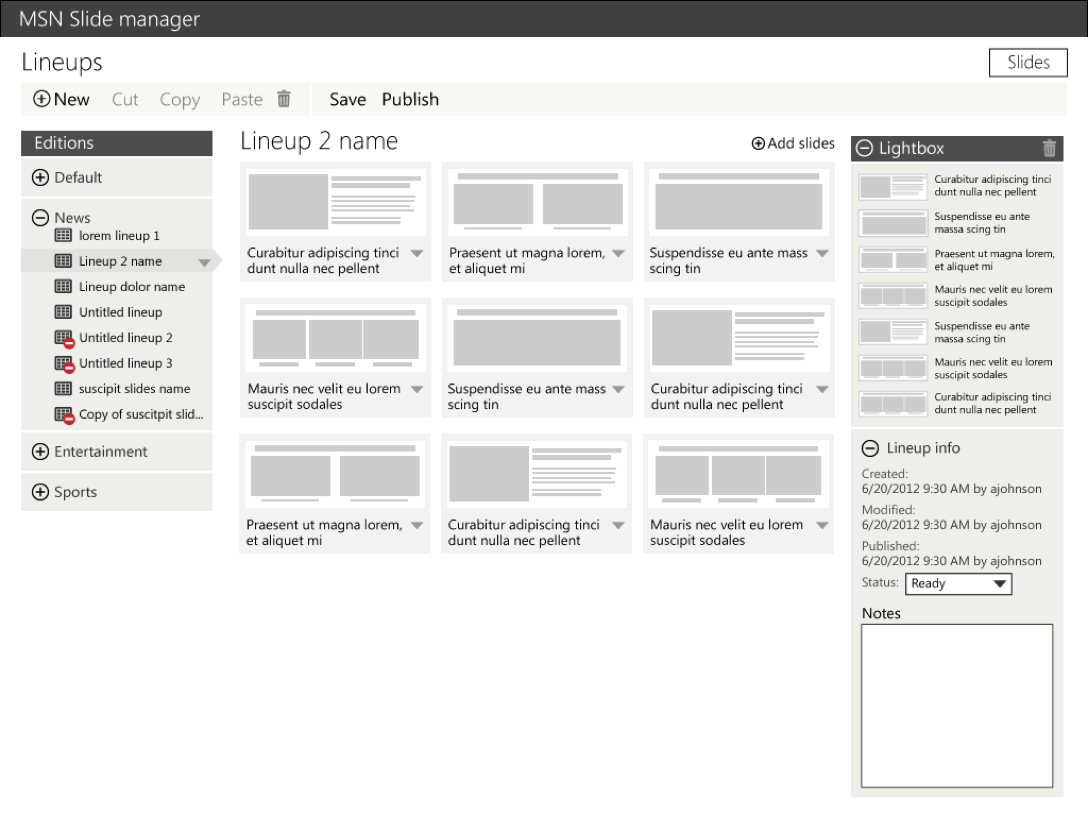 MSN Slide manager
Lineups
Slides
New Cut Copy Paste Save Publish
Editions
Default
News
lorem lineup 1
Lineup 2 name
Lineup dolor name
Untitled lineup
Untitled lineup 2
Untitled lineup 3
suscipit slides name
Copy of suscitpit slid...
Entertainment
Sports
Lineup 2 name
Add slides
Curabitur adipiscing tinci
dunt nulla nec pellent
Praesent ut magna lorem,
et aliquet mi
Suspendisse eu ante mass
scing tin
Mauris nec velit eu lorem
suscipit sodales
Suspendisse eu ante mass
scing tin
Curabitur adipiscing tinci
dunt nulla nec pellent
Praesent ut magna lorem,
et aliquet mi
Curabitur adipiscing tinci
dunt nulla nec pellent
Mauris nec velit eu lorem
suscipit sodales
Lightbox
Curabitur adipiscing tinci
dunt nulla nec pellent
Suspendisse eu ante
massa scing tin
Praesent ut magna lorem,
et aliquet mi
Mauris nec velit eu lorem
suscipit sodales
Suspendisse eu ante
massa scing tin
Mauris nec velit eu lorem
suscipit sodales
Curabitur adipiscing tinci
dunt nulla nec pellent
Lineup info
Created:
6/20/2012 9:30 AM by ajohnson
Modified:
6/20/2012 9:30 AM by ajohnson
Published:
6/20/2012 9:30 AM by ajohnson
Status: Ready
Notes